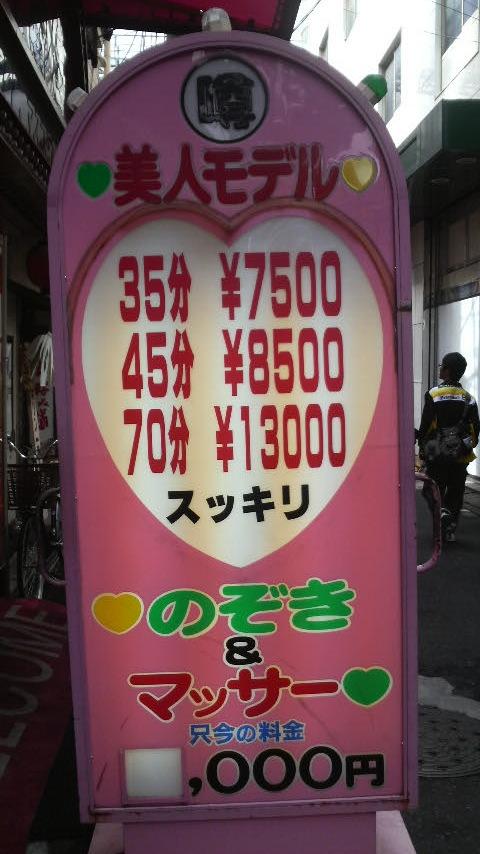 噂
美人モデル
35分 ¥7500
45分 ¥8500
70分 ¥13000
スッキリ
のぞき
&
マッサー
只今の料金
,000円